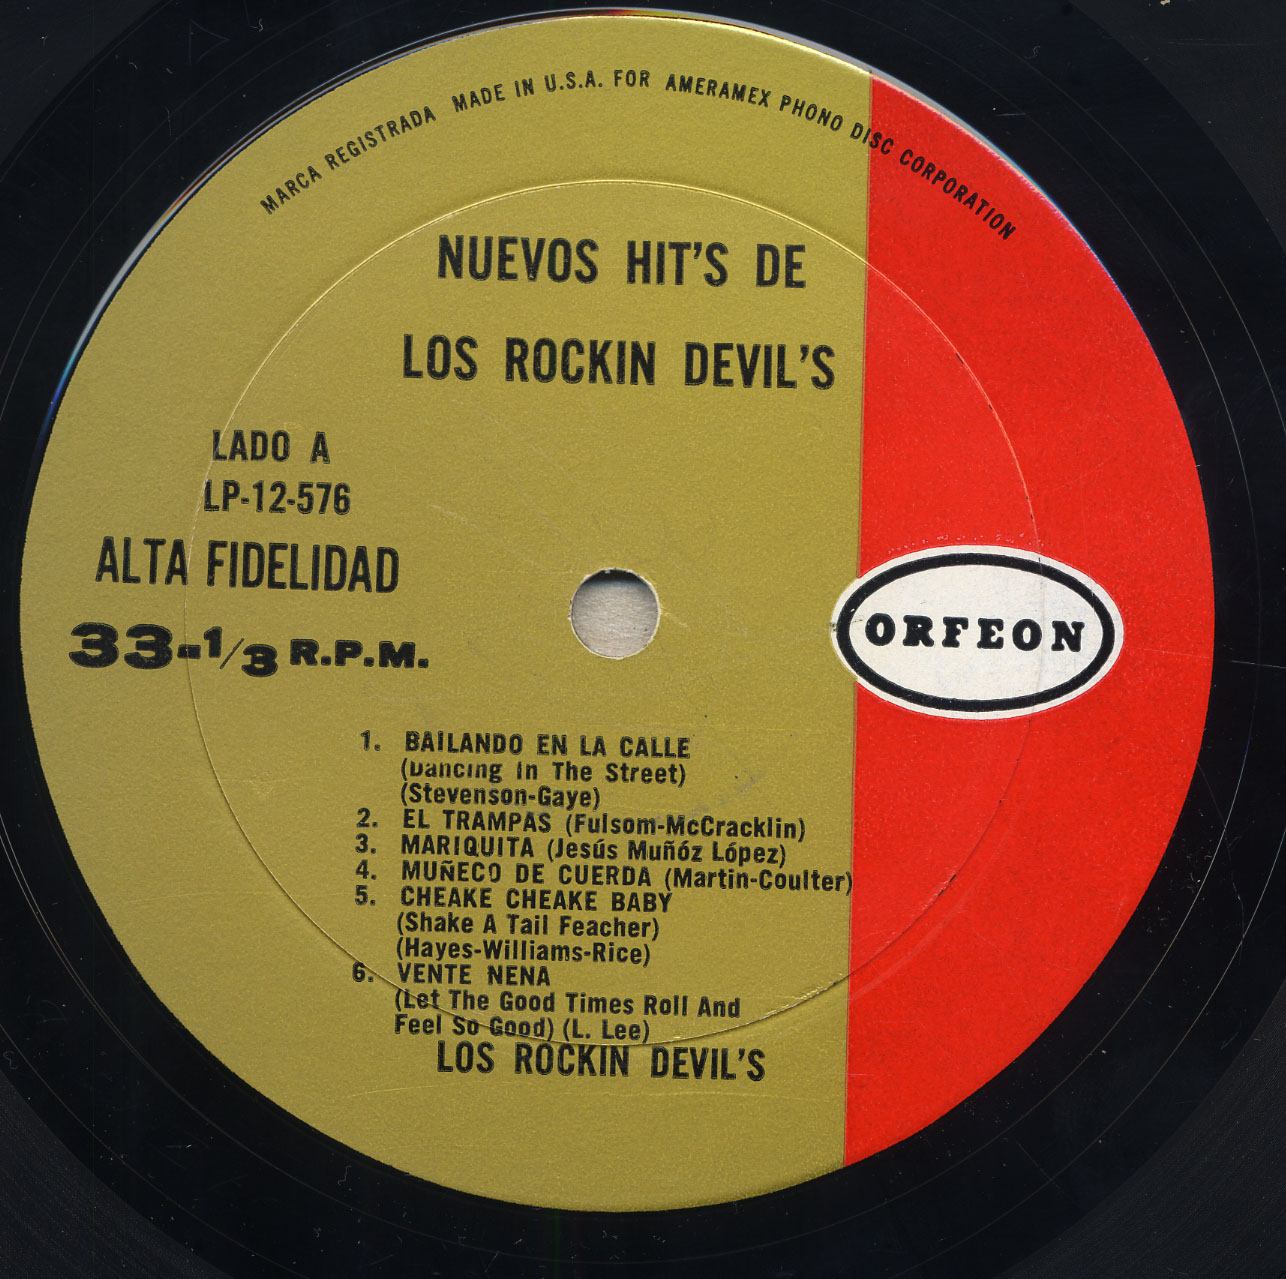 MARCA REGISTRADA MADE IN U.S.A. FOR AMERAMEX PHONO DISC CORPORATION
NUEVOS HIT'S DE
LOS ROCKIN DEVIL'S
LADO A
LP-12-576
ALTA FIDELIDAD
33-1/3 R.P.M.
ORFEON
1. BAILANDO EN LA CALLE
(Dancing In The Street)
(Stevenson-Gaye)
2. EL TRAMPAS (Fulsom-McCracklin)
3. MARIQUITA (Jesús Muñóz López)
4. MUÑECO DE CUERDA (Martin-Coulter)
5. CHEAKE CHEAKE BABY
(Shake A Tail Feacher)
(Hayes-Williams-Rice)
6. VENTE NENA
(Let The Good Times Roll And
Feel So Good) (L. Lee)
LOS ROCKIN DEVIL'S